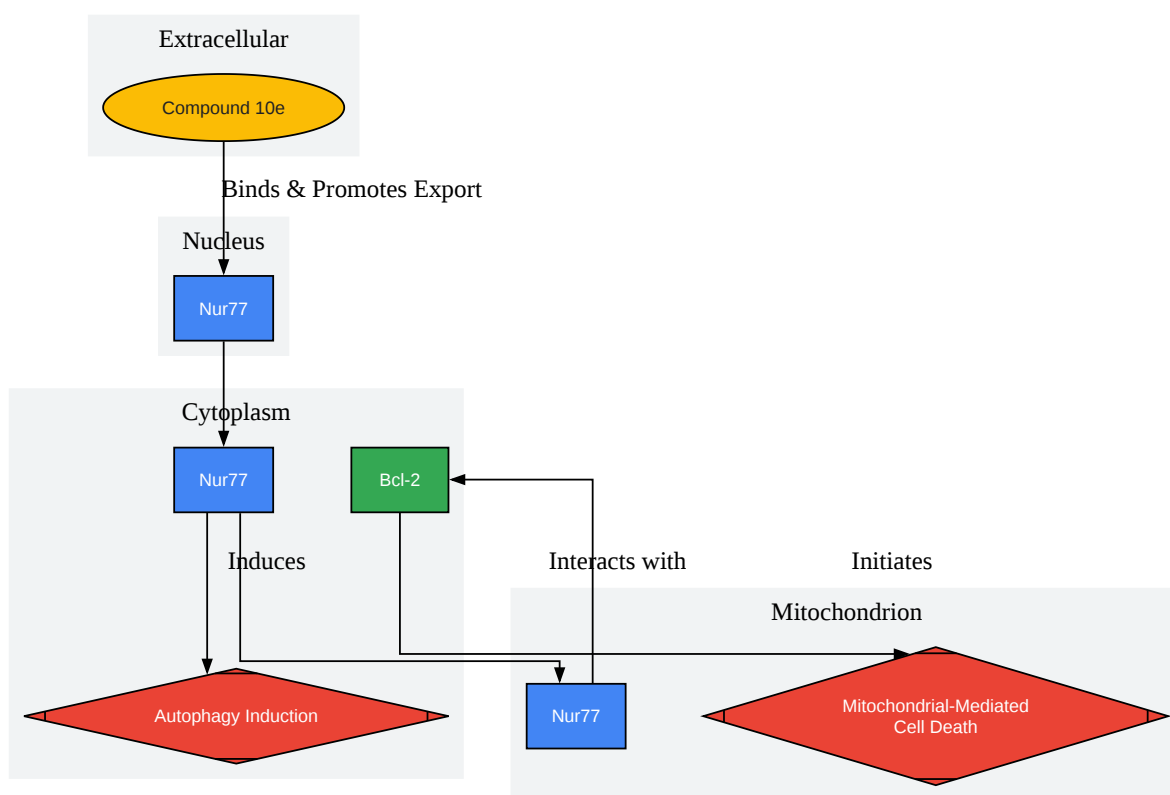 Extracellular
Compound 10e
Binds & Promotes Export
Nucleus
Nur77
Cytoplasm
Nur77
Bcl-2
Induces
Interacts with
Initiates
Mitochondrion
Autophagy Induction
Nur77
Mitochondrial-Mediated
Cell Death